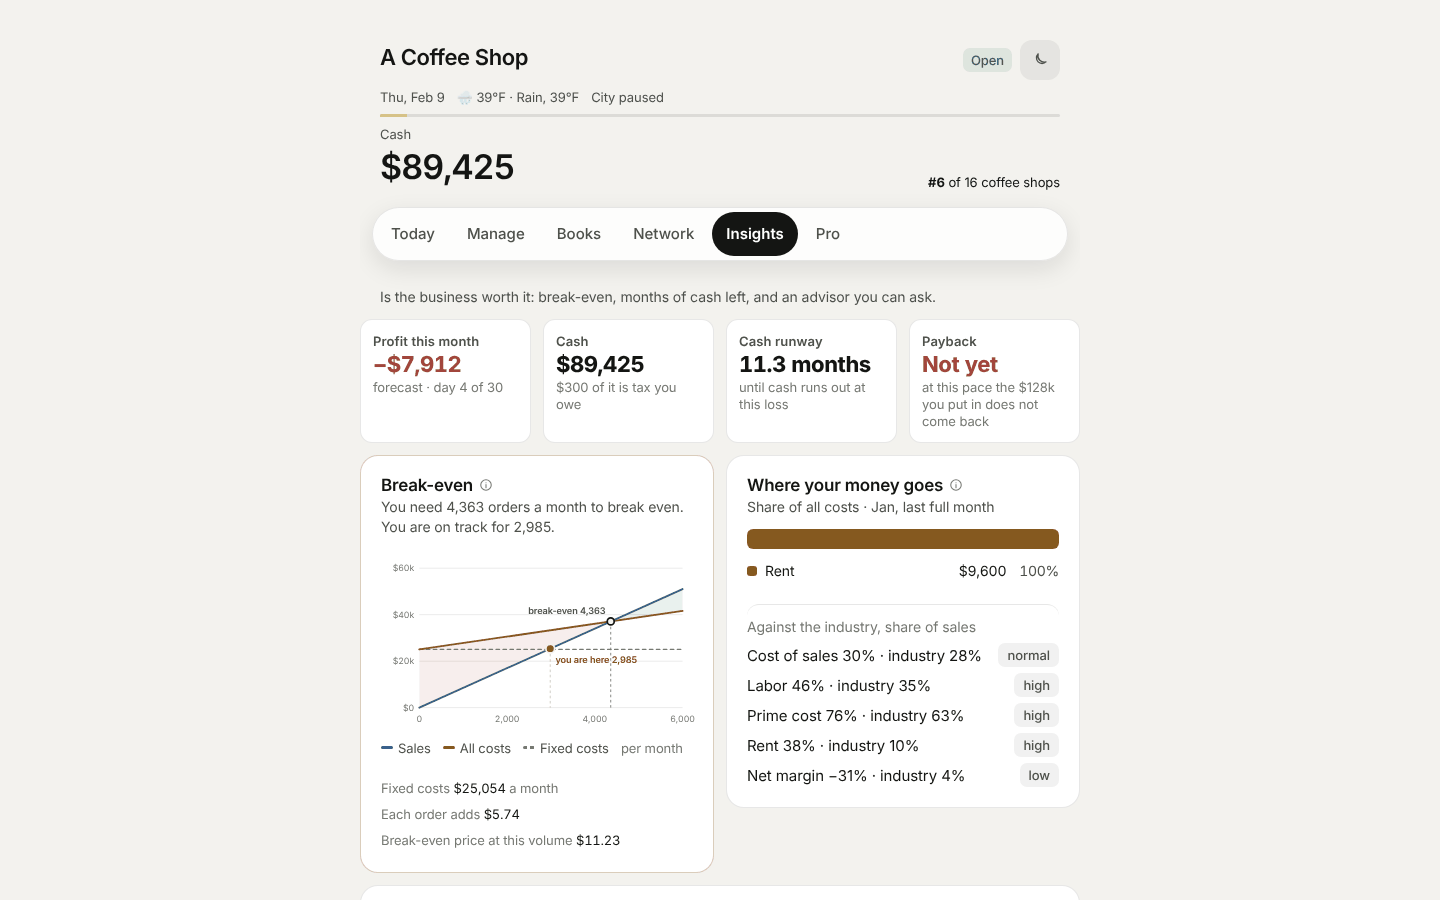 A Coffee Shop
Open
Thu, Feb 9 39°F · Rain, 39°F City paused
Cash
$89,425
#6 of 16 coffee shops
Today Manage Books Network Insights Pro
Is the business worth it: break-even, months of cash left, and an advisor you can ask.
Profit this month
−$7,912
forecast · day 4 of 30
Cash
$89,425
$300 of it is tax you
owe
Cash runway
11.3 months
until cash runs out at
this loss
Payback
Not yet
at this pace the $128k
you put in does not
come back
Break-even
You need 4,363 orders a month to break even.
You are on track for 2,985.
$60k
$40k
$20k
$0
break-even 4,363
you are here 2,985
0 2,000 4,000 6,000
Sales All costs Fixed costs per month
Fixed costs $25,054 a month
Each order adds $5.74
Break-even price at this volume $11.23
Where your money goes
Share of all costs · Jan, last full month
Rent $9,600 100%
Against the industry, share of sales
Cost of sales 30% · industry 28% normal
Labor 46% · industry 35% high
Prime cost 76% · industry 63% high
Rent 38% · industry 10% high
Net margin −31% · industry 4% low